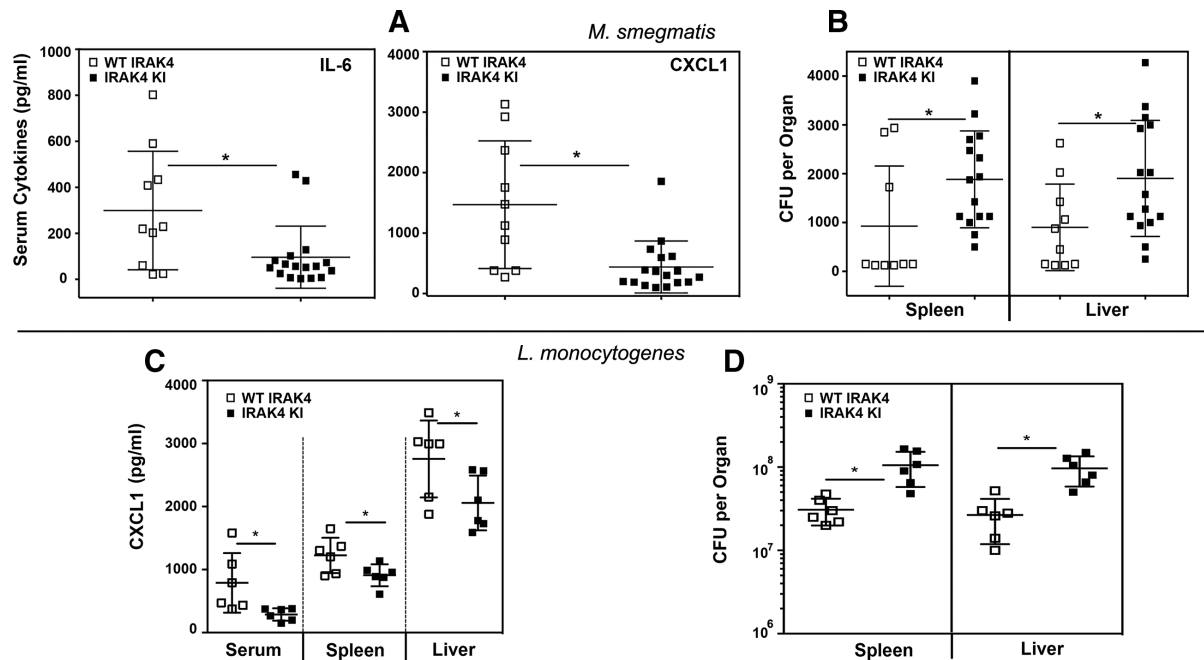 A
M. smegmatis
B
Serum Cytokines (pg/ml)
1000
800
600
400
200
0
WT IRAK4
IRAK4 KI
IL-6
*
4000
3000
2000
1000
0
WT IRAK4
IRAK4 KI
CXCL1
*
CFU per Organ
4000
3000
2000
1000
0
WT IRAK4
IRAK4 KI
*
*
Spleen
Liver
L. monocytogenes
C
CXCL1 (pg/ml)
4000
3000
2000
1000
0
WT IRAK4
IRAK4 KI
*
*
*
Serum
Spleen
Liver
D
CFU per Organ
10⁹
10⁸
10⁷
10⁶
WT IRAK4
IRAK4 KI
*
*
Spleen
Liver